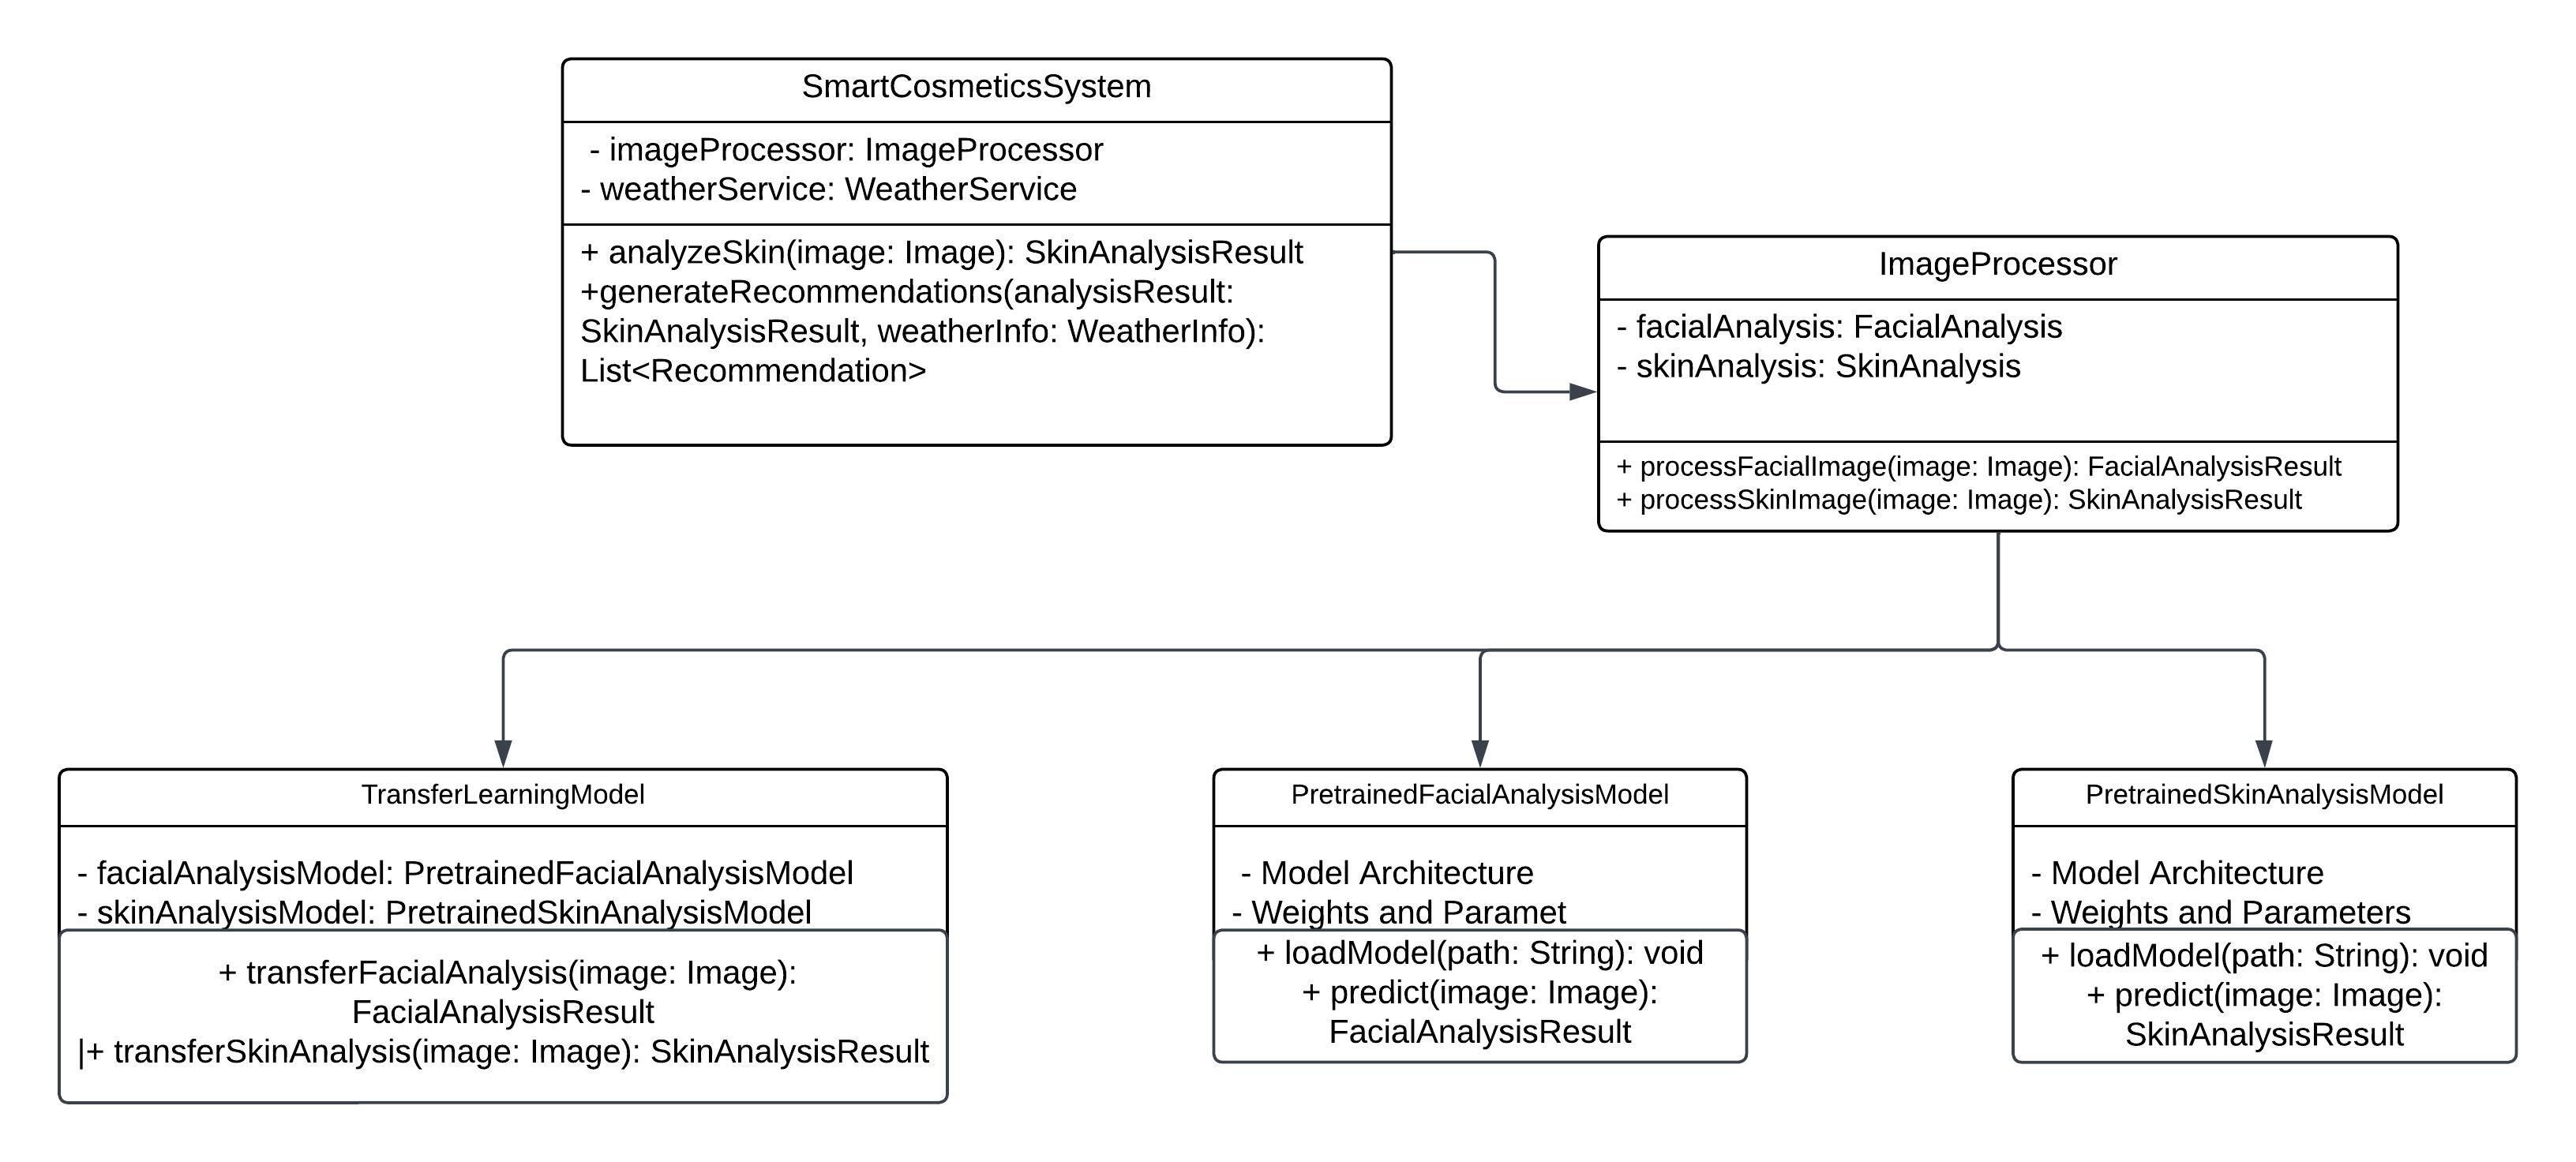 SmartCosmeticsSystem
- imageProcessor: ImageProcessor
- weatherService: WeatherService
+ analyzeSkin(image: Image): SkinAnalysisResult
+generateRecommendations(analysisResult:
SkinAnalysisResult, weatherInfo: WeatherInfo):
List<Recommendation>
ImageProcessor
- facialAnalysis: FacialAnalysis
- skinAnalysis: SkinAnalysis
+ processFacialImage(image: Image): FacialAnalysisResult
+ processSkinImage(image: Image): SkinAnalysisResult
TransferLearningModel
- facialAnalysisModel: PretrainedFacialAnalysisModel
- skinAnalysisModel: PretrainedSkinAnalysisModel
+ transferFacialAnalysis(image: Image):
FacialAnalysisResult
|+ transferSkinAnalysis(image: Image): SkinAnalysisResult
PretrainedFacialAnalysisModel
- Model Architecture
- Weights and Paramet
+ loadModel(path: String): void
+ predict(image: Image):
FacialAnalysisResult
PretrainedSkinAnalysisModel
- Model Architecture
- Weights and Parameters
+ loadModel(path: String): void
+ predict(image: Image):
SkinAnalysisResult